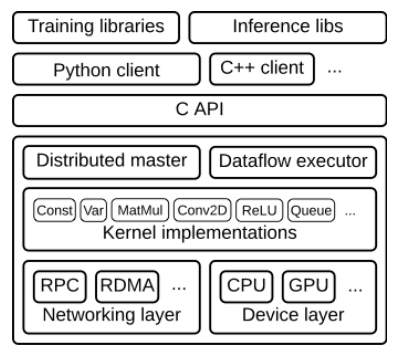 Training libraries Inference libs
Python client C++ client ...
C API
Distributed master Dataflow executor
Const Var MatMul Conv2D ReLU Queue ...
Kernel implementations
RPC RDMA ... CPU GPU ...
Networking layer Device layer